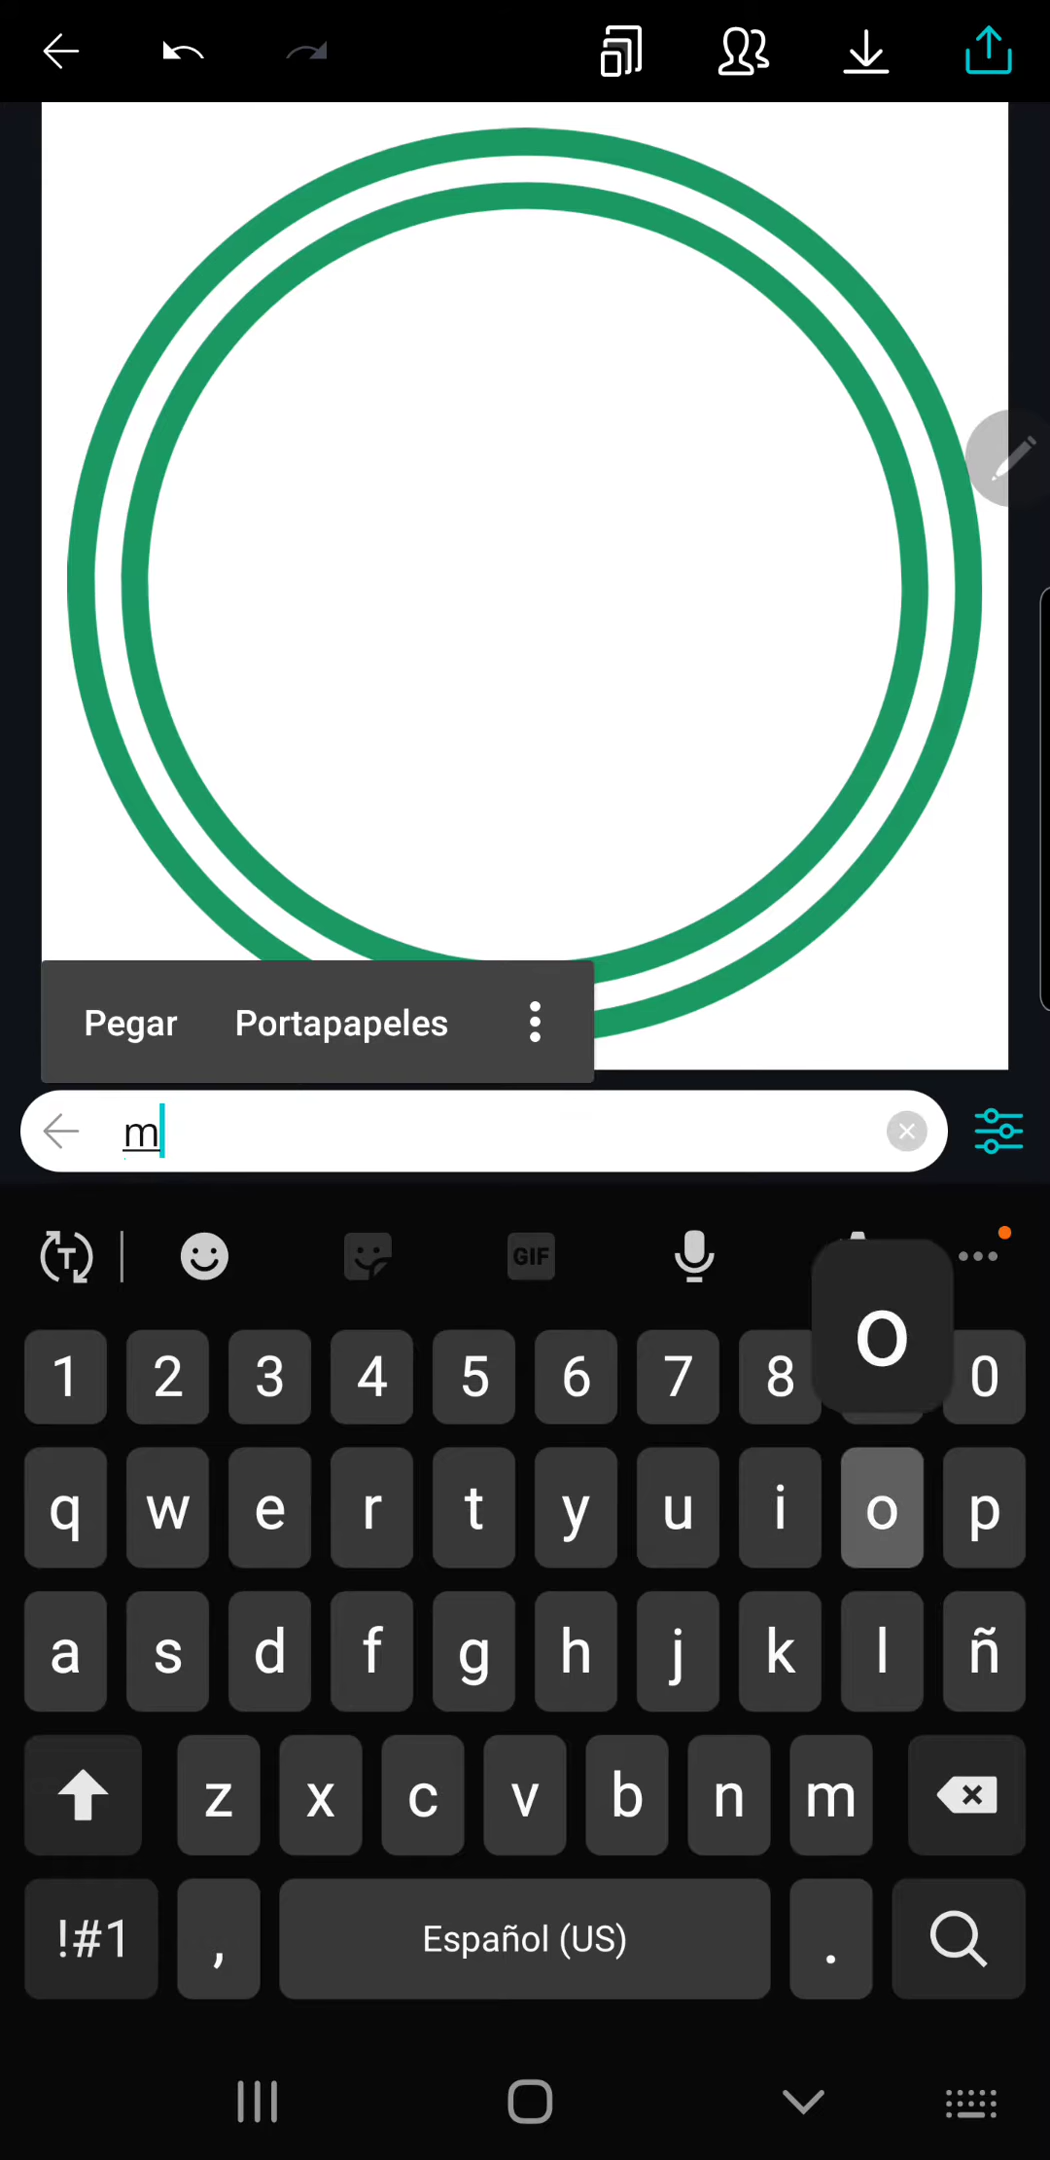 Pegar Portapapeles
m
T GIF
o
1 2 3 4 5 6 7 8 0
q w e r t y u i o p
a s d f g h j k l ñ
z x c v b n m
!#1 , Español (US) .